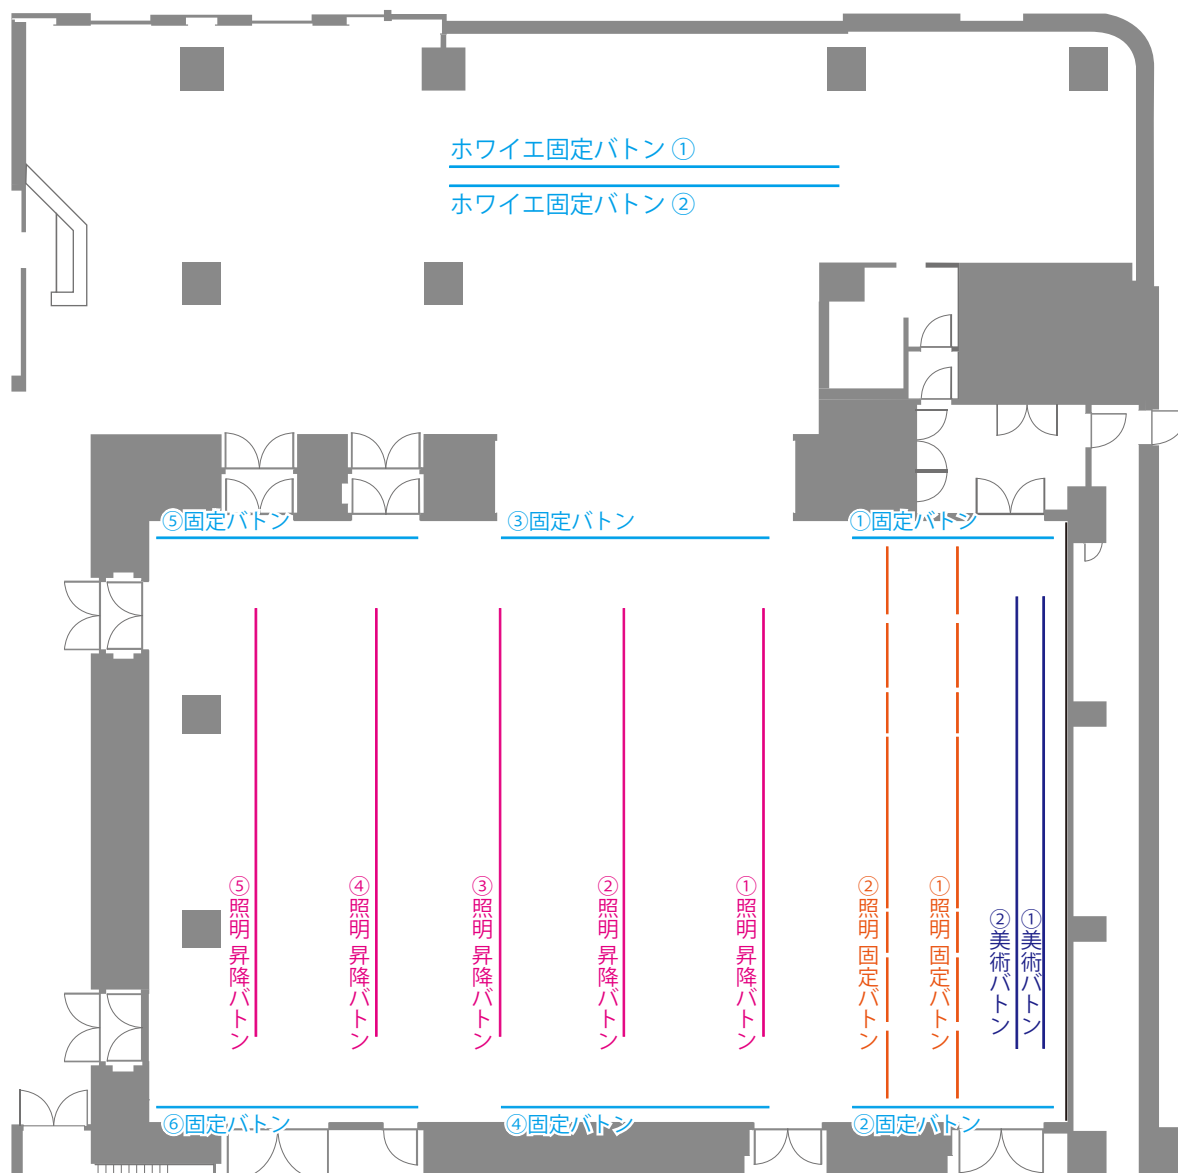 ホワイエ固定バトン ①
ホワイエ固定バトン ②
⑤固定バトン
③固定バトン
①固定バトン
⑤照明 昇降バトン
④照明 昇降バトン
③照明 昇降バトン
②照明 昇降バトン
①照明 昇降バトン
②照明 固定バトン
①照明 固定バトン
②美術バトン
①美術バトン
⑥固定バトン
④固定バトン
②固定バトン